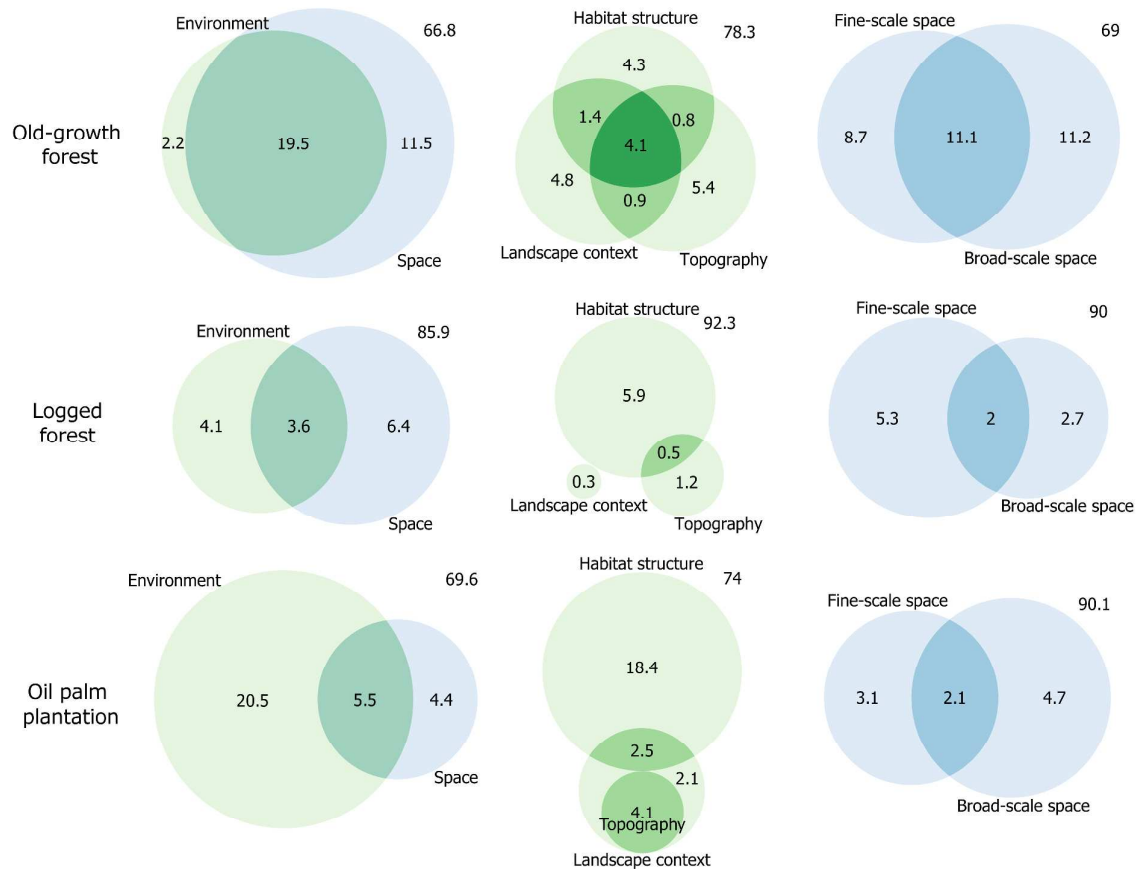 Environment
66.8
2.2
19.5
11.5
Space
Old-growth
forest
Habitat structure
78.3
4.3
1.4
0.8
4.1
4.8
5.4
0.9
Landscape context
Topography
Fine-scale space
69
8.7
11.1
11.2
Broad-scale space
Environment
85.9
4.1
3.6
6.4
Space
Logged
forest
Habitat structure
92.3
5.9
0.5
0.3
1.2
Landscape context
Topography
Fine-scale space
90
5.3
2
2.7
Broad-scale space
Environment
69.6
20.5
5.5
4.4
Space
Oil palm
plantation
Habitat structure
74
18.4
2.5
2.1
4.1
Topography
Landscape context
Fine-scale space
90.1
3.1
2.1
4.7
Broad-scale space